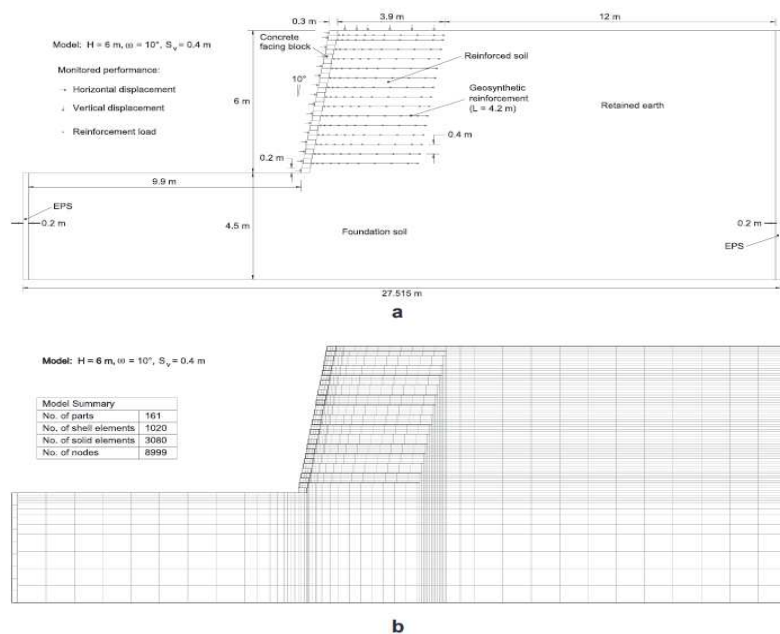 0.3 m
3.9 m
12 m
Model: H = 6 m, ω = 10°, Sv = 0.4 m
Concrete
facing block
Reinforced soil
Monitored performance:
Horizontal displacement
Vertical displacement
Reinforcement load
10°
6 m
Geosynthetic
reinforcement
(L = 4.2 m)
Retained earth
0.4 m
0.2 m
9.9 m
EPS
0.2 m
4.5 m
Foundation soil
0.2 m
EPS
27.515 m
a
Model: H = 6 m, ω = 10°, Sv = 0.4 m
Model Summary
No. of parts 161
No. of shell elements 1020
No. of solid elements 3080
No. of nodes 8999
b